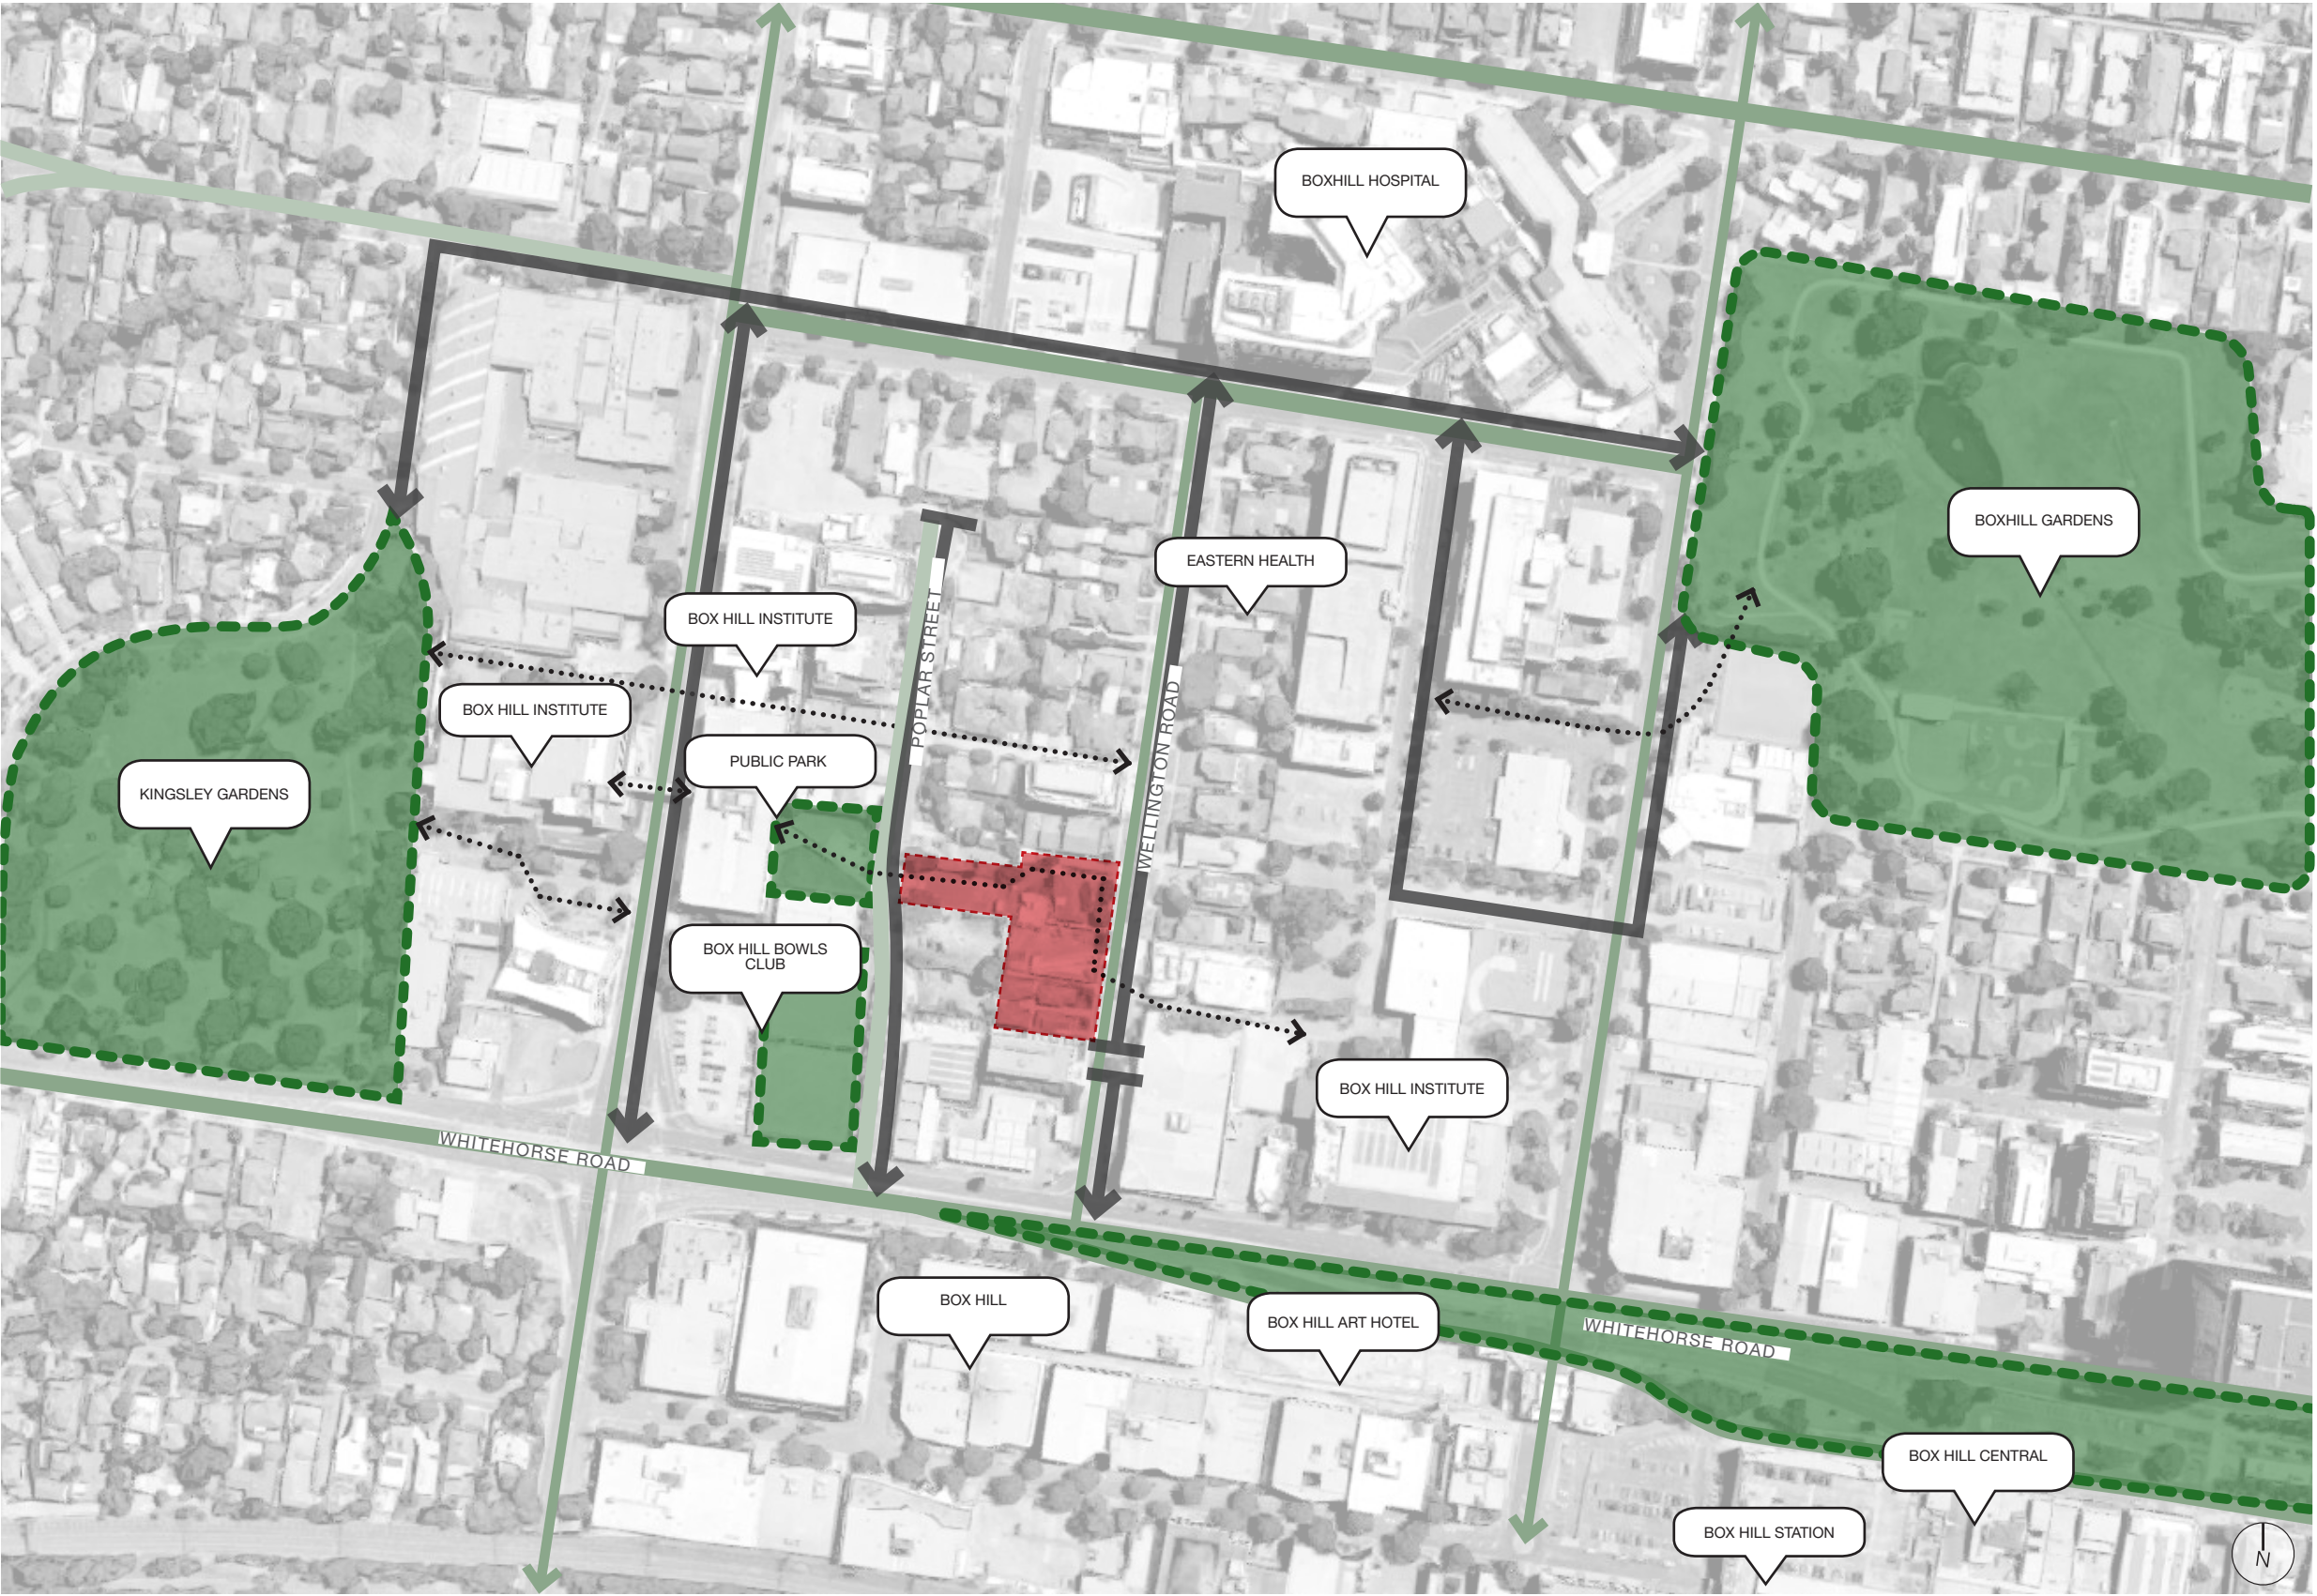 BOXHILL HOSPITAL
BOXHILL GARDENS
EASTERN HEALTH
BOX HILL INSTITUTE
POPLAR STREET
BOX HILL INSTITUTE
WELLINGTON ROAD
PUBLIC PARK
KINGSLEY GARDENS
BOX HILL BOWLS
CLUB
BOX HILL INSTITUTE
WHITEHORSE ROAD
BOX HILL
BOX HILL ART HOTEL
WHITEHORSE ROAD
BOX HILL CENTRAL
BOX HILL STATION
N